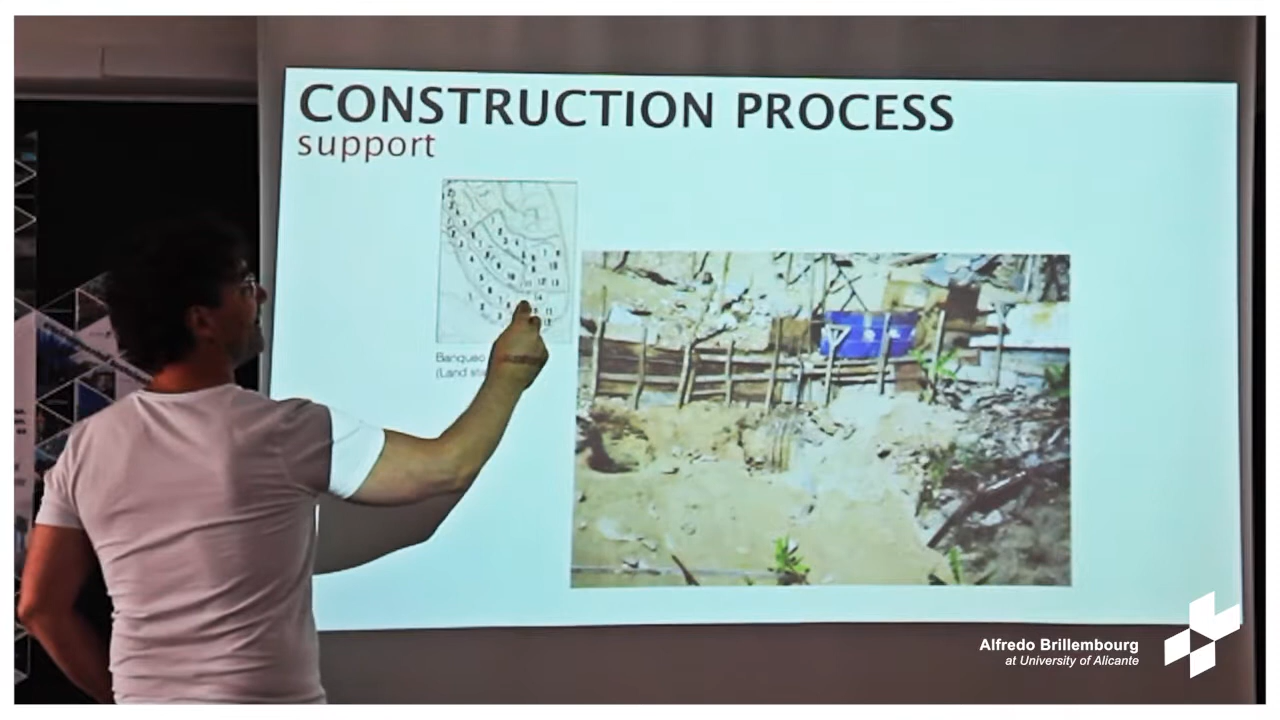 CONSTRUCTION PROCESS
support
Banqueo
(Land
Alfredo Brillembourg
at University of Alicante